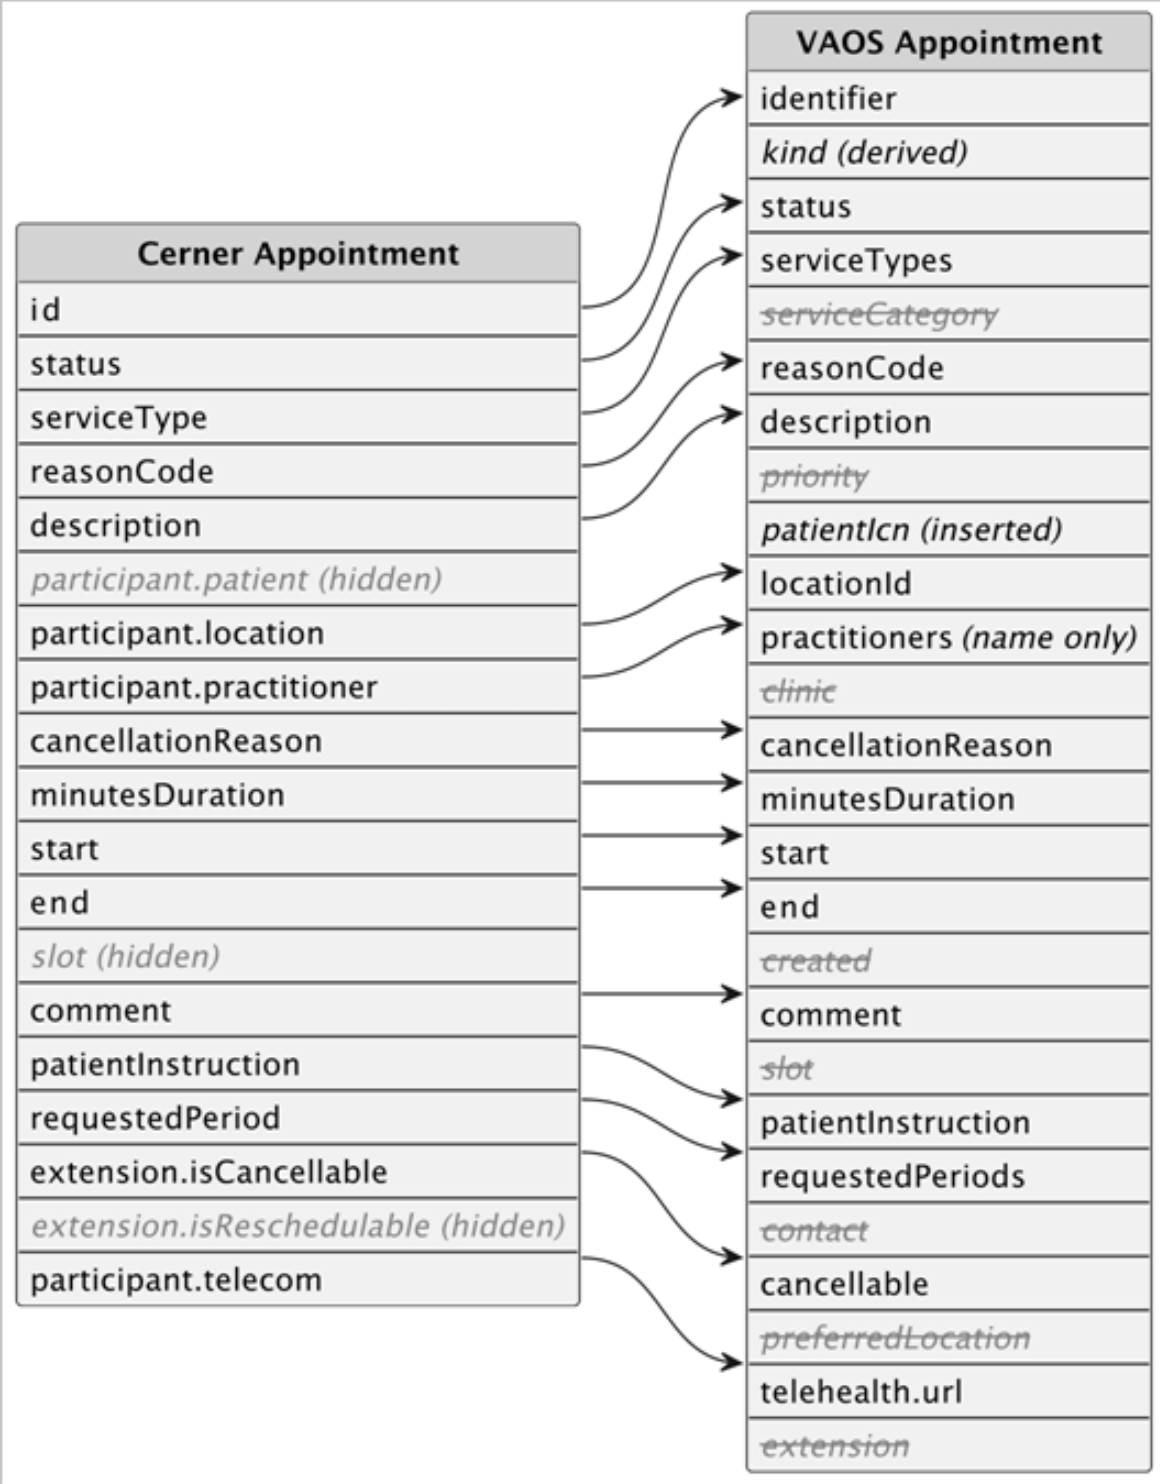 Cerner Appointment
id
status
serviceType
reasonCode
description
participant.patient (hidden)
participant.location
participant.practitioner
cancellationReason
minutesDuration
start
end
slot (hidden)
comment
patientInstruction
requestedPeriod
extension.isCancellable
extension.isReschedulable (hidden)
participant.telecom
VAOS Appointment
identifier
kind (derived)
status
serviceTypes
serviceCategory
reasonCode
description
priority
patientIcn (inserted)
locationId
practitioners (name only)
clinic
cancellationReason
minutesDuration
start
end
created
comment
slot
patientInstruction
requestedPeriods
contact
cancellable
preferredLocation
telehealth.url
extension